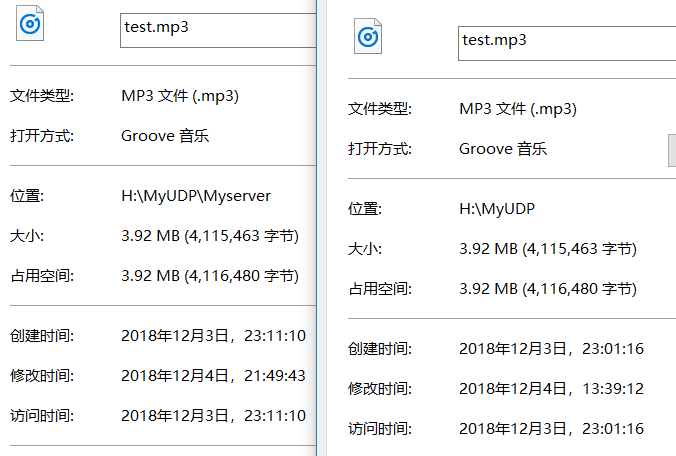 test.mp3
文件类型: MP3 文件 (.mp3)
打开方式: Groove 音乐
位置: H:\MyUDP\Myserver
大小: 3.92 MB (4,115,463 字节)
占用空间: 3.92 MB (4,116,480 字节)
创建时间: 2018年12月3日，23:11:10
修改时间: 2018年12月4日，21:49:43
访问时间: 2018年12月3日，23:11:10
test.mp3
文件类型: MP3 文件 (.mp3)
打开方式: Groove 音乐
位置: H:\MyUDP
大小: 3.92 MB (4,115,463 字节)
占用空间: 3.92 MB (4,116,480 字节)
创建时间: 2018年12月3日，23:01:16
修改时间: 2018年12月4日，13:39:12
访问时间: 2018年12月3日，23:01:16